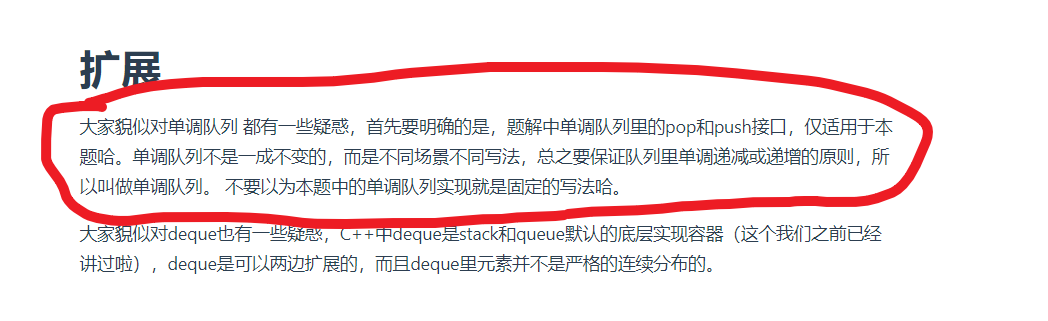 扩展
大家貌似对单调队列 都有一些疑惑，首先要明确的是，题解中单调队列里的pop和push接口，仅适用于本
题哈。单调队列不是一成不变的，而是不同场景不同写法，总之要保证队列里单调递减或递增的原则，所
以叫做单调队列。 不要以为本题中的单调队列实现就是固定的写法哈。
大家貌似对deque也有一些疑惑，C++中deque是stack和queue默认的底层实现容器（这个我们之前已经
讲过啦），deque是可以两边扩展的，而且deque里元素并不是严格的连续分布的。